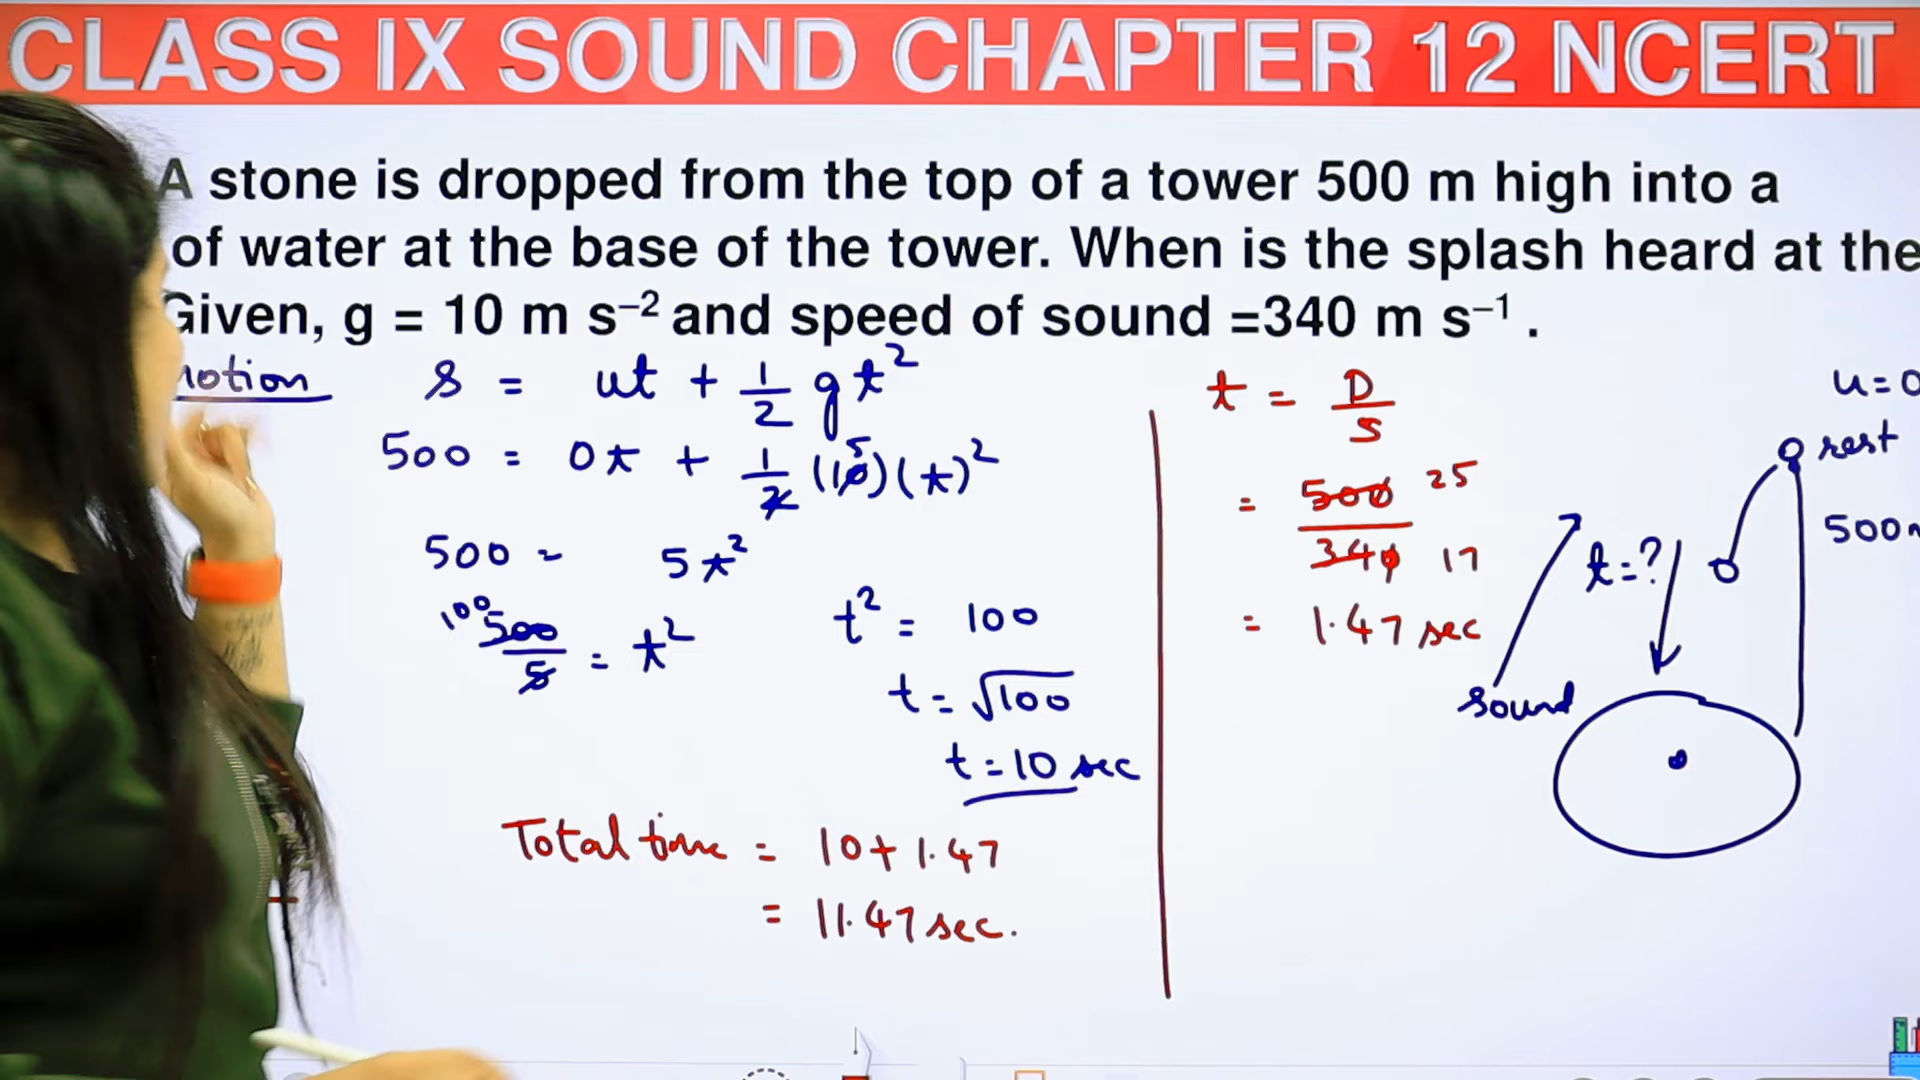 CLASS IX SOUND CHAPTER 12 NCERT
A stone is dropped from the top of a tower 500 m high into a
of water at the base of the tower. When is the splash heard at the
Given, g = 10 m s⁻² and speed of sound =340 m s⁻¹ .
motion
s = ut + 1/2 gt²
500 = 0t + 1/2 (10)(t)² 5
500 = 5t²
100 500/5 = t²
t² = 100
t = √100
t = 10 sec
Total time = 10 + 1.47
= 11.47 sec.
t = D/S
= 500/340 25 17
= 1.47 sec
u = 0
rest
500m
t = ?
sound